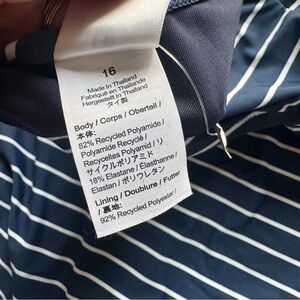 16
Made in Thailand
Fabriqué en Thailand
Hergestellt in Thailand
タイ製
Body / Corps / Oberteil /
本体:
82% Recycled Polyamide /
Polyamide Recyclé /
Recyceltes Polyamid / リ
サイクルポリアミド
18% Elastane / Élasthanne /
Elastan / ポリウレタン
Lining / Doublure / Futter
/ 裏地:
92% Recycled Polyester /